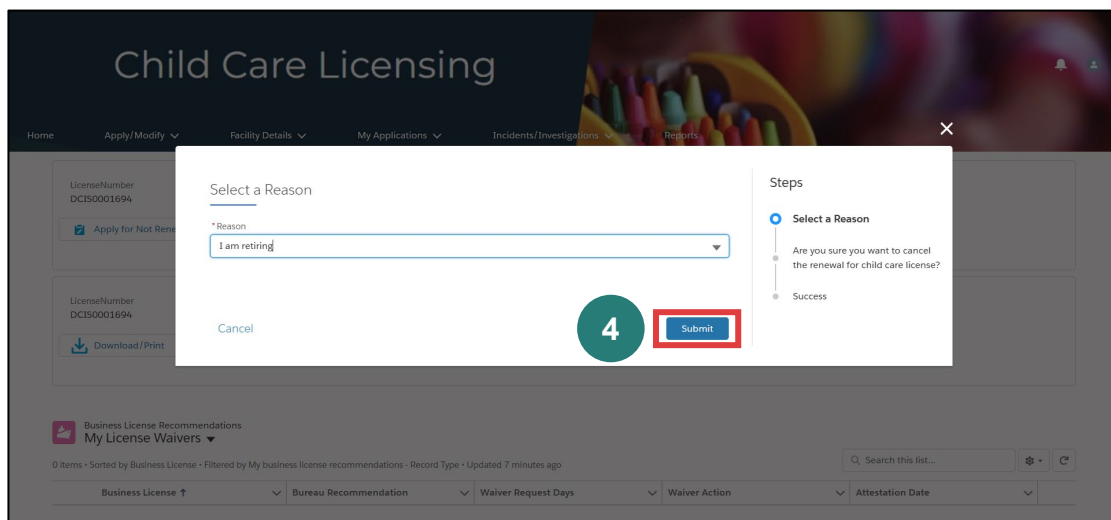 Child Care Licensing
Home Apply/Modify Facility Details My Applications Incidents/Investigations Reports
LicenseNumber
DCIS0001694
Apply for Not Rene
Select a Reason
*Reason
I am retiring
Cancel
4
Submit
Steps
Select a Reason
Are you sure you want to cancel
the renewal for child care license?
Success
LicenseNumber
DCIS0001694
Download/Print
Business License Recommendations
My License Waivers
0 items • Sorted by Business License • Filtered by My business license recommendations - Record Type • Updated 7 minutes ago
Search this list...
Business License ↑ Bureau Recommendation Waiver Request Days Waiver Action Attestation Date